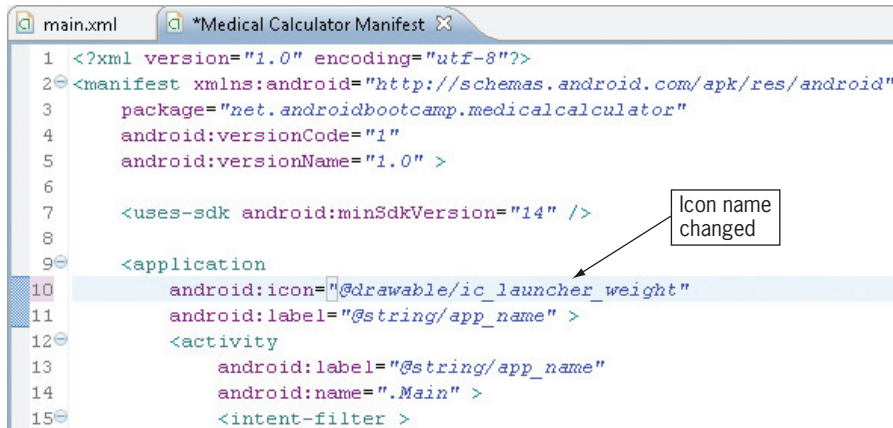 main.xml
*Medical Calculator Manifest
1 <?xml version="1.0" encoding="utf-8"?>
2 <manifest xmlns:android="http://schemas.android.com/apk/res/android"
3 package="net.androidbootcamp.medicalcalculator"
4 android:versionCode="1"
5 android:versionName="1.0" >
6
7 <uses-sdk android:minSdkVersion="14" />
8
9 <application
10 android:icon="@drawable/ic_launcher_weight"
11 android:label="@string/app_name" >
12 <activity
13 android:label="@string/app_name"
14 android:name=".Main" >
15 <intent-filter >
Icon name
changed